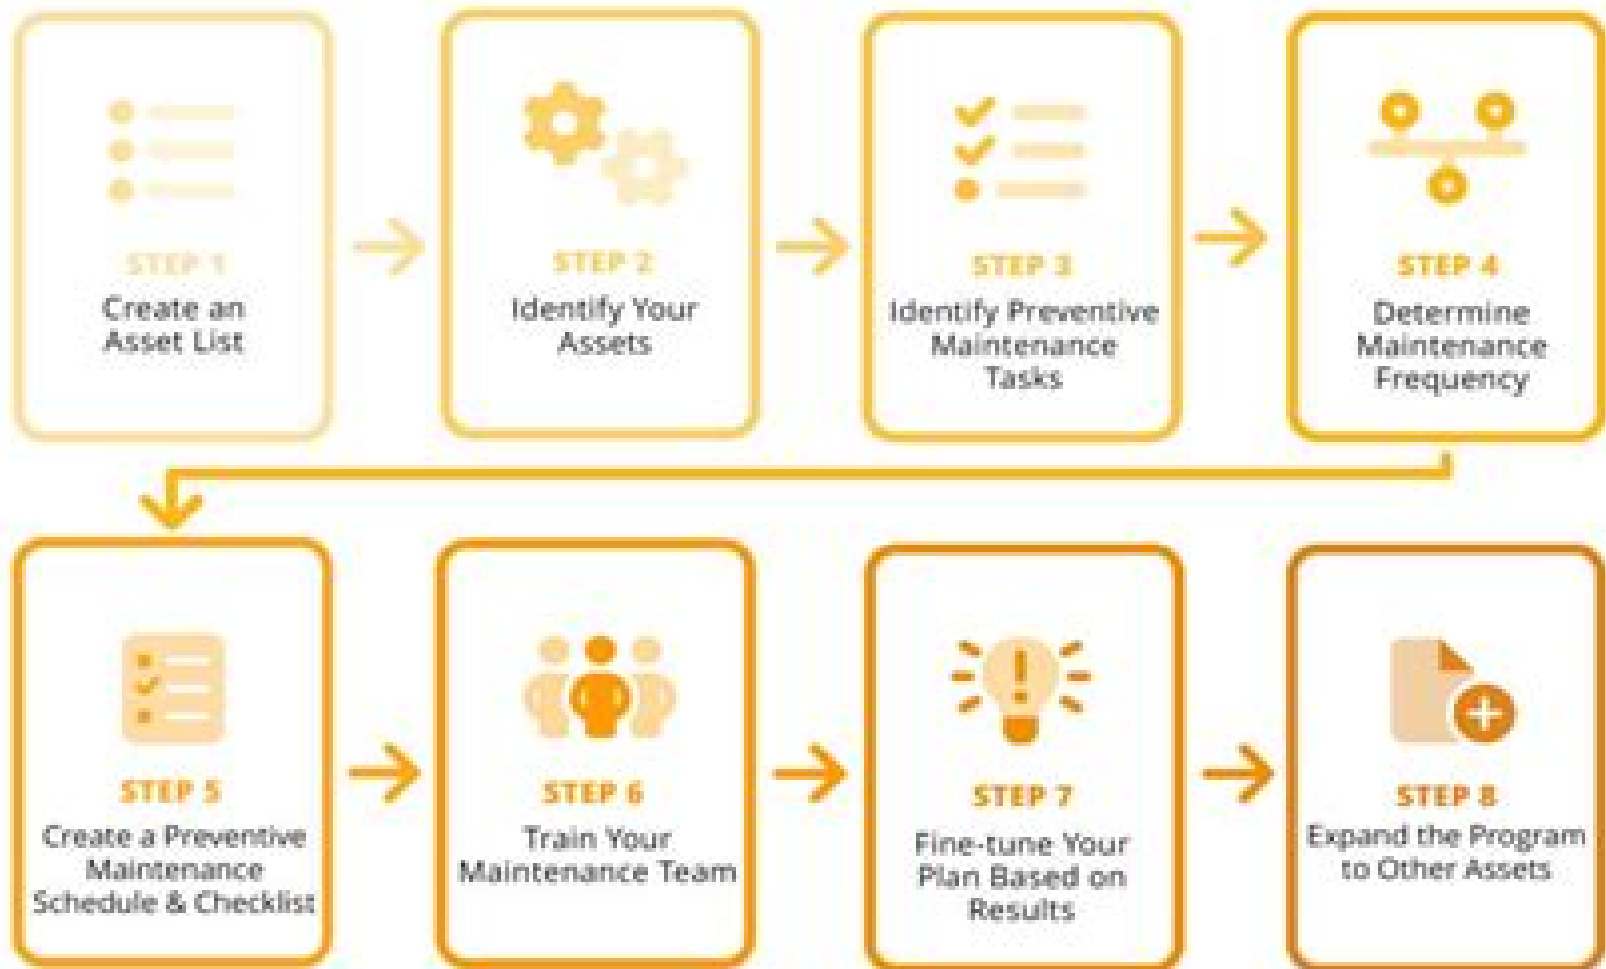 STEP 1
Create an
Asset List
STEP 2
Identify Your
Assets
STEP 3
Identify Preventive
Maintenance
Tasks
STEP 4
Determine
Maintenance
Frequency
STEP 5
Create a Preventive
Maintenance
Schedule & Checklist
STEP 6
Train Your
Maintenance Team
STEP 7
Fine-tune Your
Plan Based on
Results
STEP 8
Expand the Program
to Other Assets